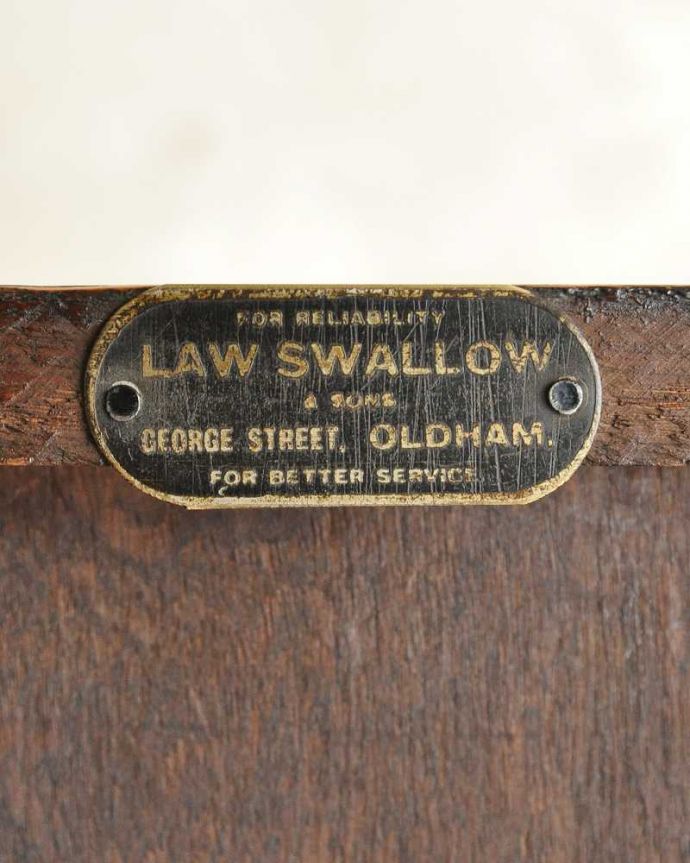 FOR RELIABILITY
LAW SWALLOW
& SONS
GEORGE STREET, OLDHAM.
FOR BETTER SERVICE